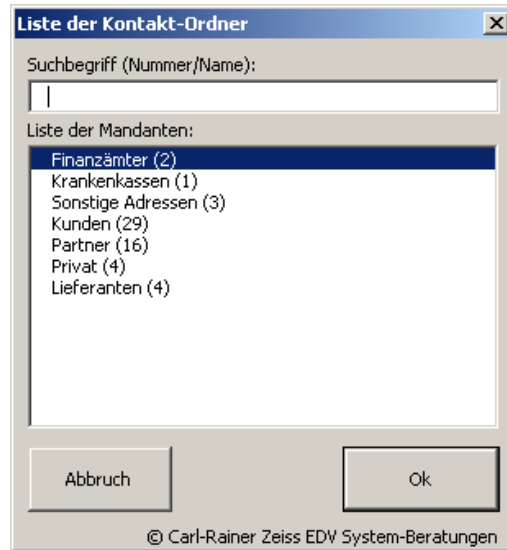 Liste der Kontakt-Ordner
Suchbegriff (Nummer/Name):
Liste der Mandanten:
Finanzämter (2)
Krankenkassen (1)
Sonstige Adressen (3)
Kunden (29)
Partner (16)
Privat (4)
Lieferanten (4)
Abbruch
Ok
© Carl-Rainer Zeiss EDV System-Beratungen